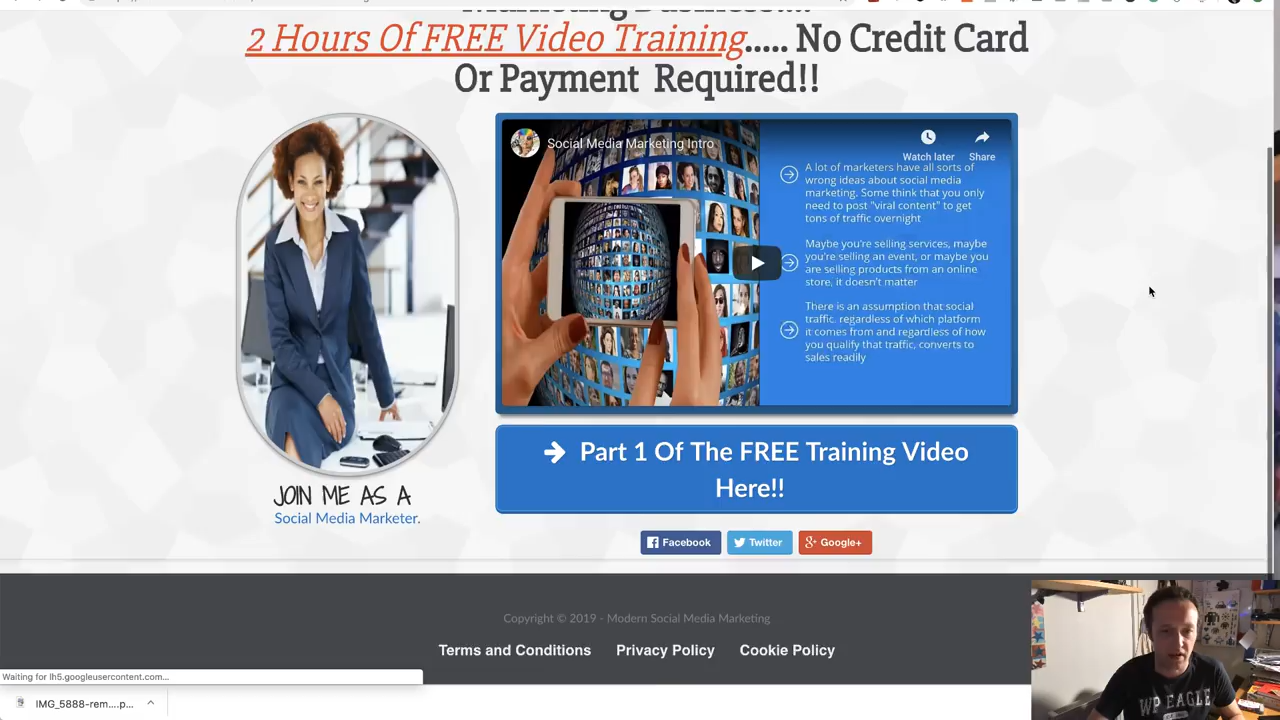 Marketing Business....
2 Hours Of FREE Video Training..... No Credit Card
Or Payment Required!!
Social Media Marketing Intro
Watch later
Share
A lot of marketers have all sorts of
wrong ideas about social media
marketing. Some think that you only
need to post "viral content" to get
tons of traffic overnight
Maybe you're selling services, maybe
you're selling an event, or maybe you
are selling products from an online
store, it doesn't matter
There is an assumption that social
traffic, regardless of which platform
it comes from and regardless of how
you qualify that traffic, converts to
sales readily
Part 1 Of The FREE Training Video
Here!!
JOIN ME AS A
Social Media Marketer.
Facebook
Twitter
Google+
Copyright © 2019 - Modern Social Media Marketing
Terms and Conditions
Privacy Policy
Cookie Policy
Waiting for lh5.googleusercontent.com...
IMG_5888-rem....p...
WP EAGLE